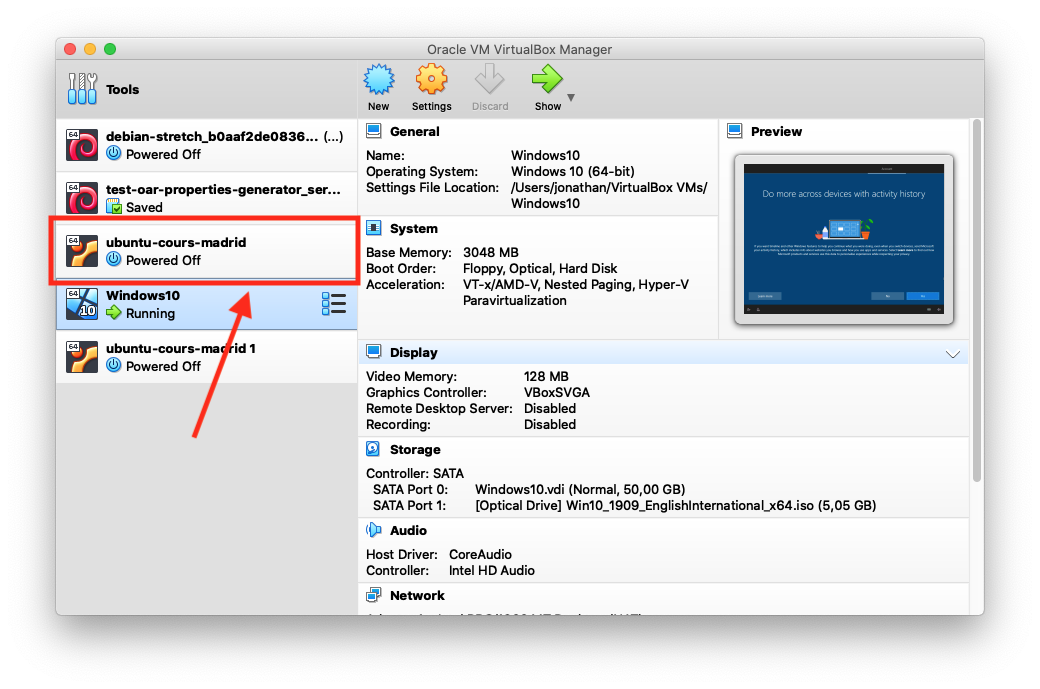 Oracle VM VirtualBox Manager
Tools
New
Settings
Discard
Show
64
debian-stretch_b0aaf2de0836... (...)
Powered Off
64
test-oar-properties-generator_ser...
Saved
64
ubuntu-cours-madrid
Powered Off
64
10
Windows10
Running
64
ubuntu-cours-madrid 1
Powered Off
General
Name: Windows10
Operating System: Windows 10 (64-bit)
Settings File Location: /Users/jonathan/VirtualBox VMs/
Windows10
Preview
Do more across devices with activity history
System
Base Memory: 3048 MB
Boot Order: Floppy, Optical, Hard Disk
Acceleration: VT-x/AMD-V, Nested Paging, Hyper-V
Paravirtualization
Display
Video Memory: 128 MB
Graphics Controller: VBoxSVGA
Remote Desktop Server: Disabled
Recording: Disabled
Storage
Controller: SATA
SATA Port 0: Windows10.vdi (Normal, 50,00 GB)
SATA Port 1: [Optical Drive] Win10_1909_EnglishInternational_x64.iso (5,05 GB)
Audio
Host Driver: CoreAudio
Controller: Intel HD Audio
Network